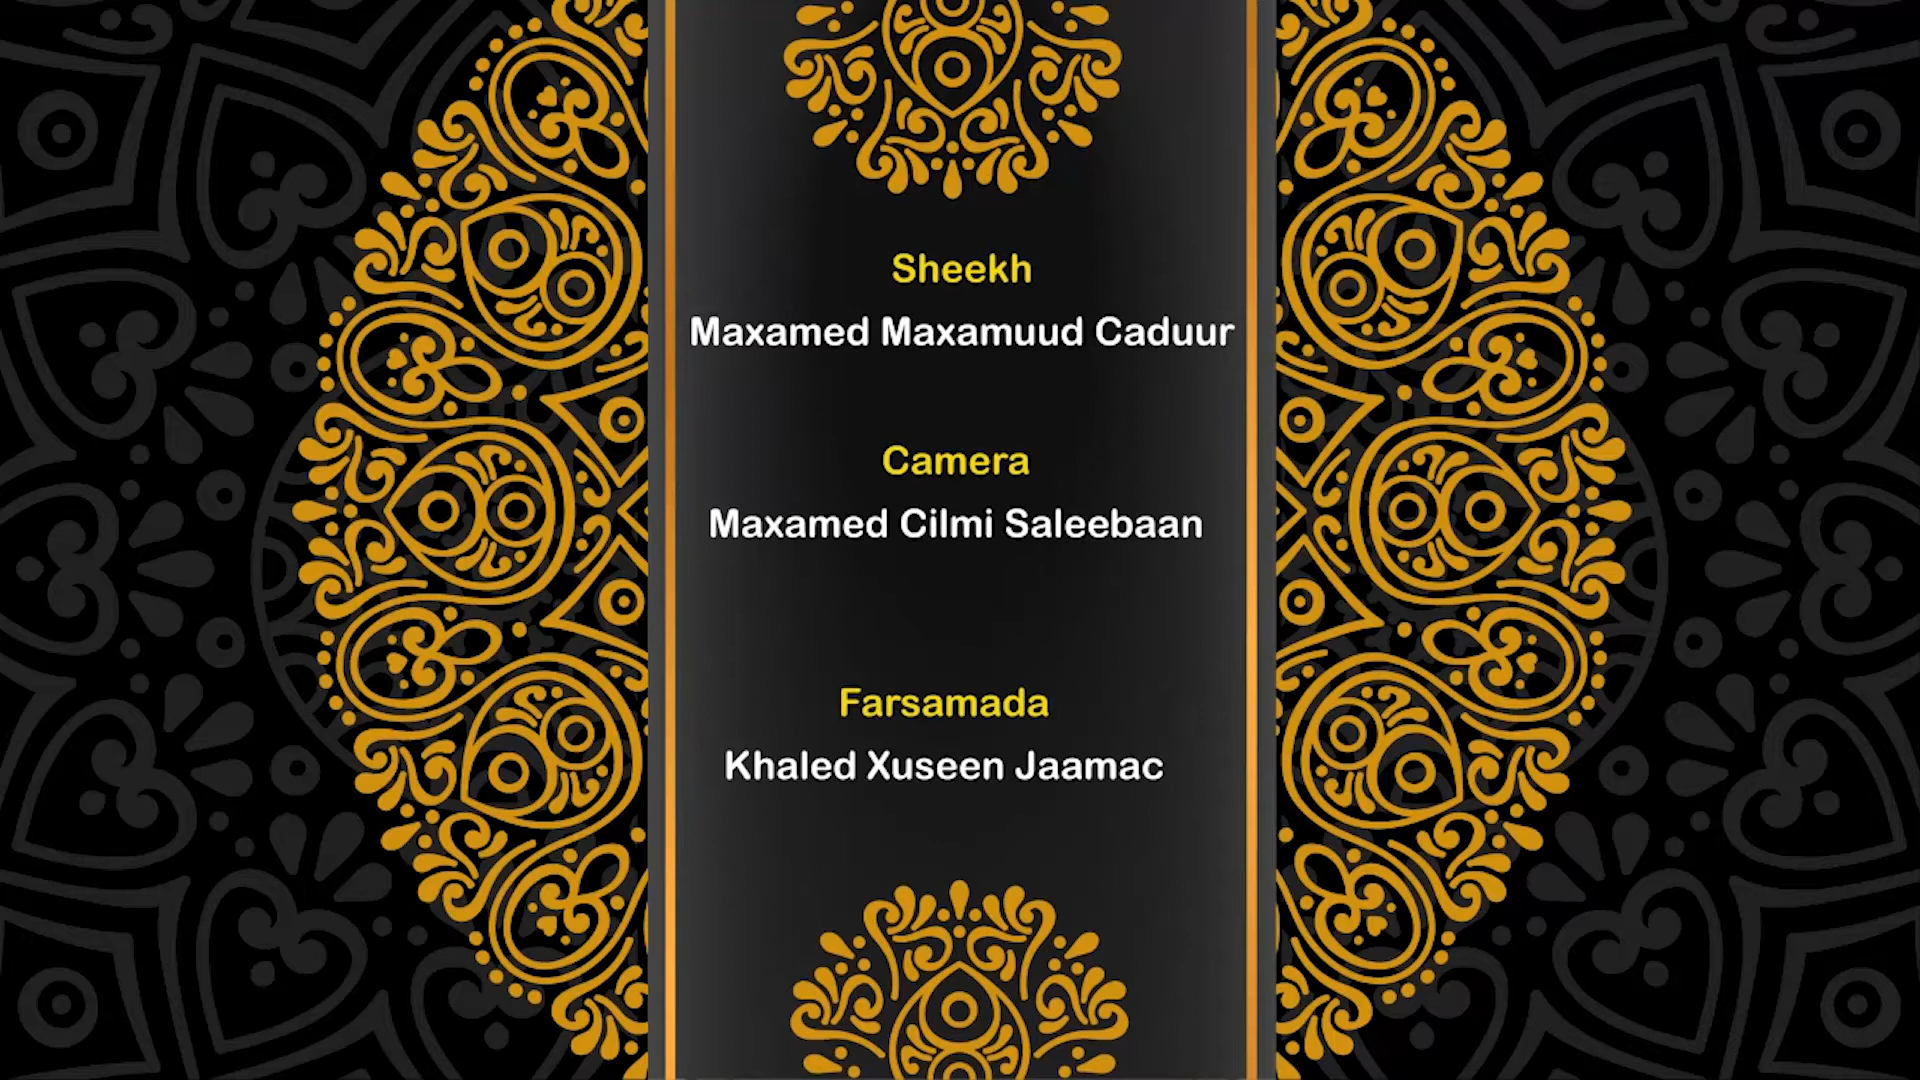 Sheekh
Maxamed Maxamuud Caduur
Camera
Maxamed Cilmi Saleebaan
Farsamada
Khaled Xuseen Jaamac